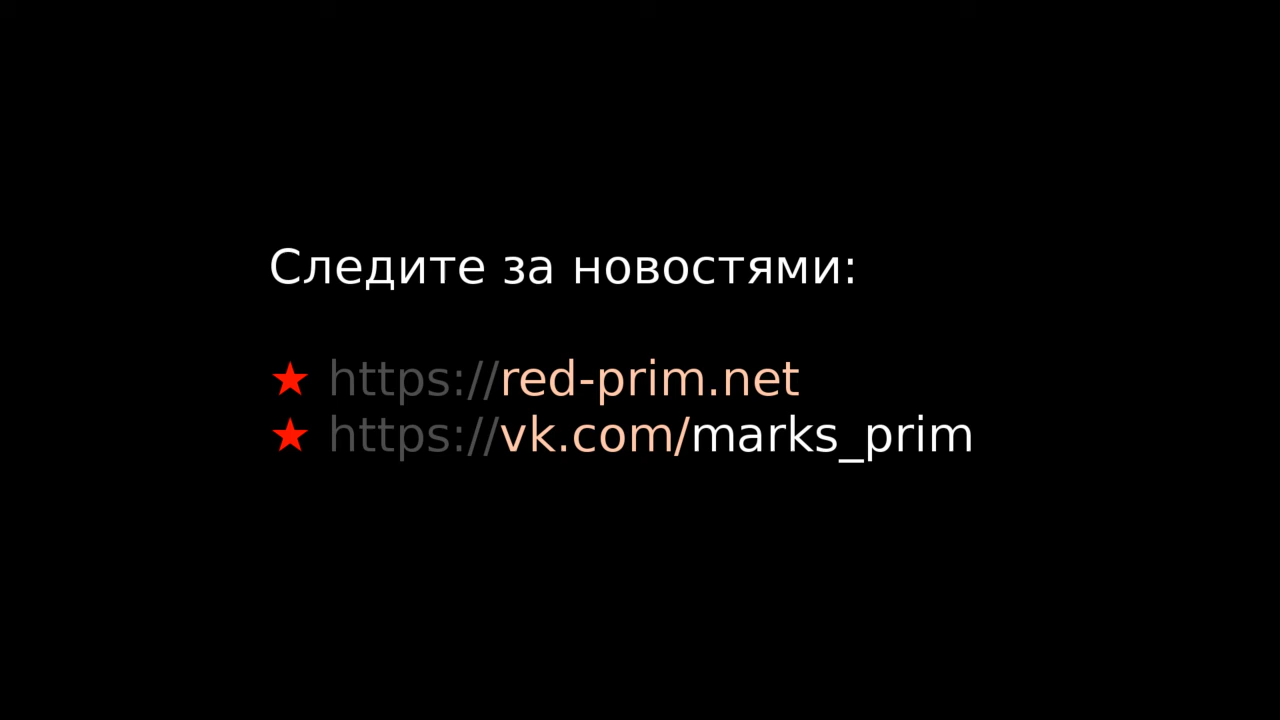 Следите за новостями:
★ https://red-prim.net
★ https://vk.com/marks_prim